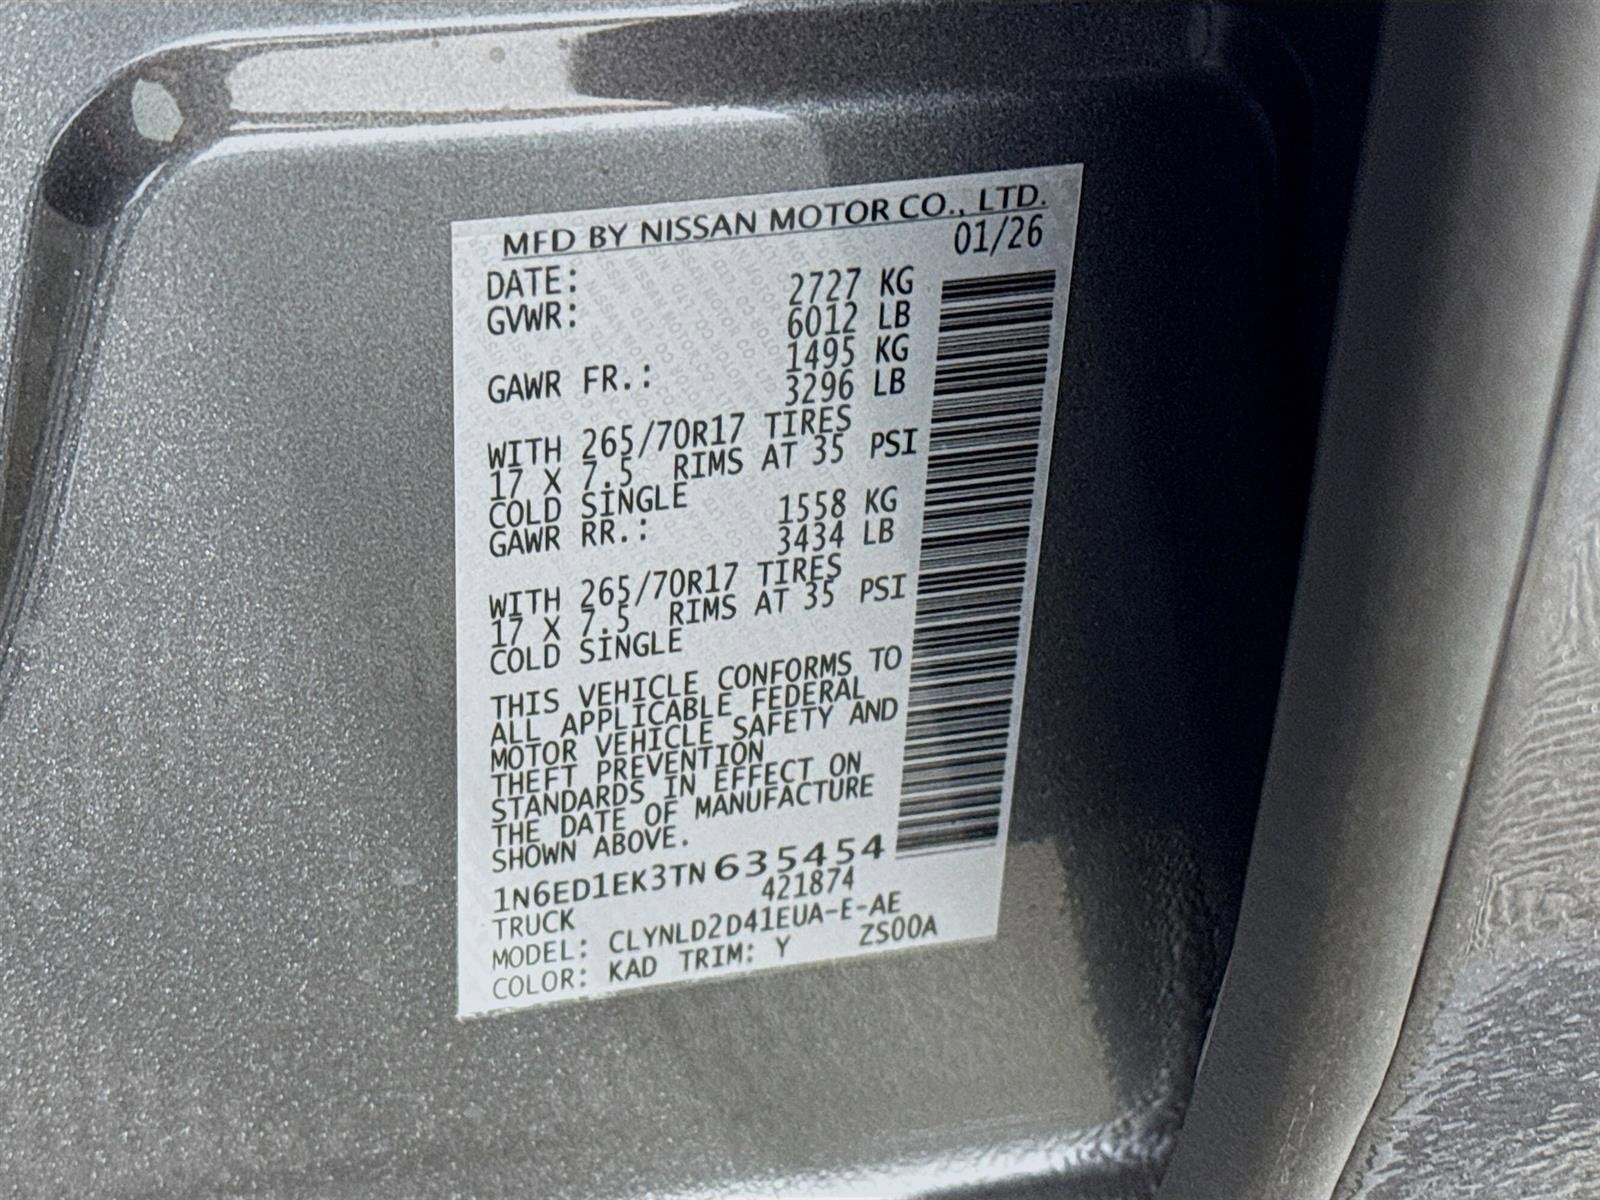 MFD BY NISSAN MOTOR CO., LTD.
DATE: 01/26
GVWR: 2727 KG
6012 LB
GAWR FR.: 1495 KG
3296 LB
WITH 265/70R17 TIRES
17 X 7.5 RIMS AT 35 PSI
COLD SINGLE
GAWR RR.: 1558 KG
3434 LB
WITH 265/70R17 TIRES
17 X 7.5 RIMS AT 35 PSI
COLD SINGLE
THIS VEHICLE CONFORMS TO
ALL APPLICABLE FEDERAL
MOTOR VEHICLE SAFETY AND
THEFT PREVENTION
STANDARDS IN EFFECT ON
THE DATE OF MANUFACTURE
SHOWN ABOVE.
1N6ED1EK3TN635454
TRUCK 421874
MODEL: CLYNLD2D41EUA-E-AE
COLOR: KAD TRIM: Y ZS00A